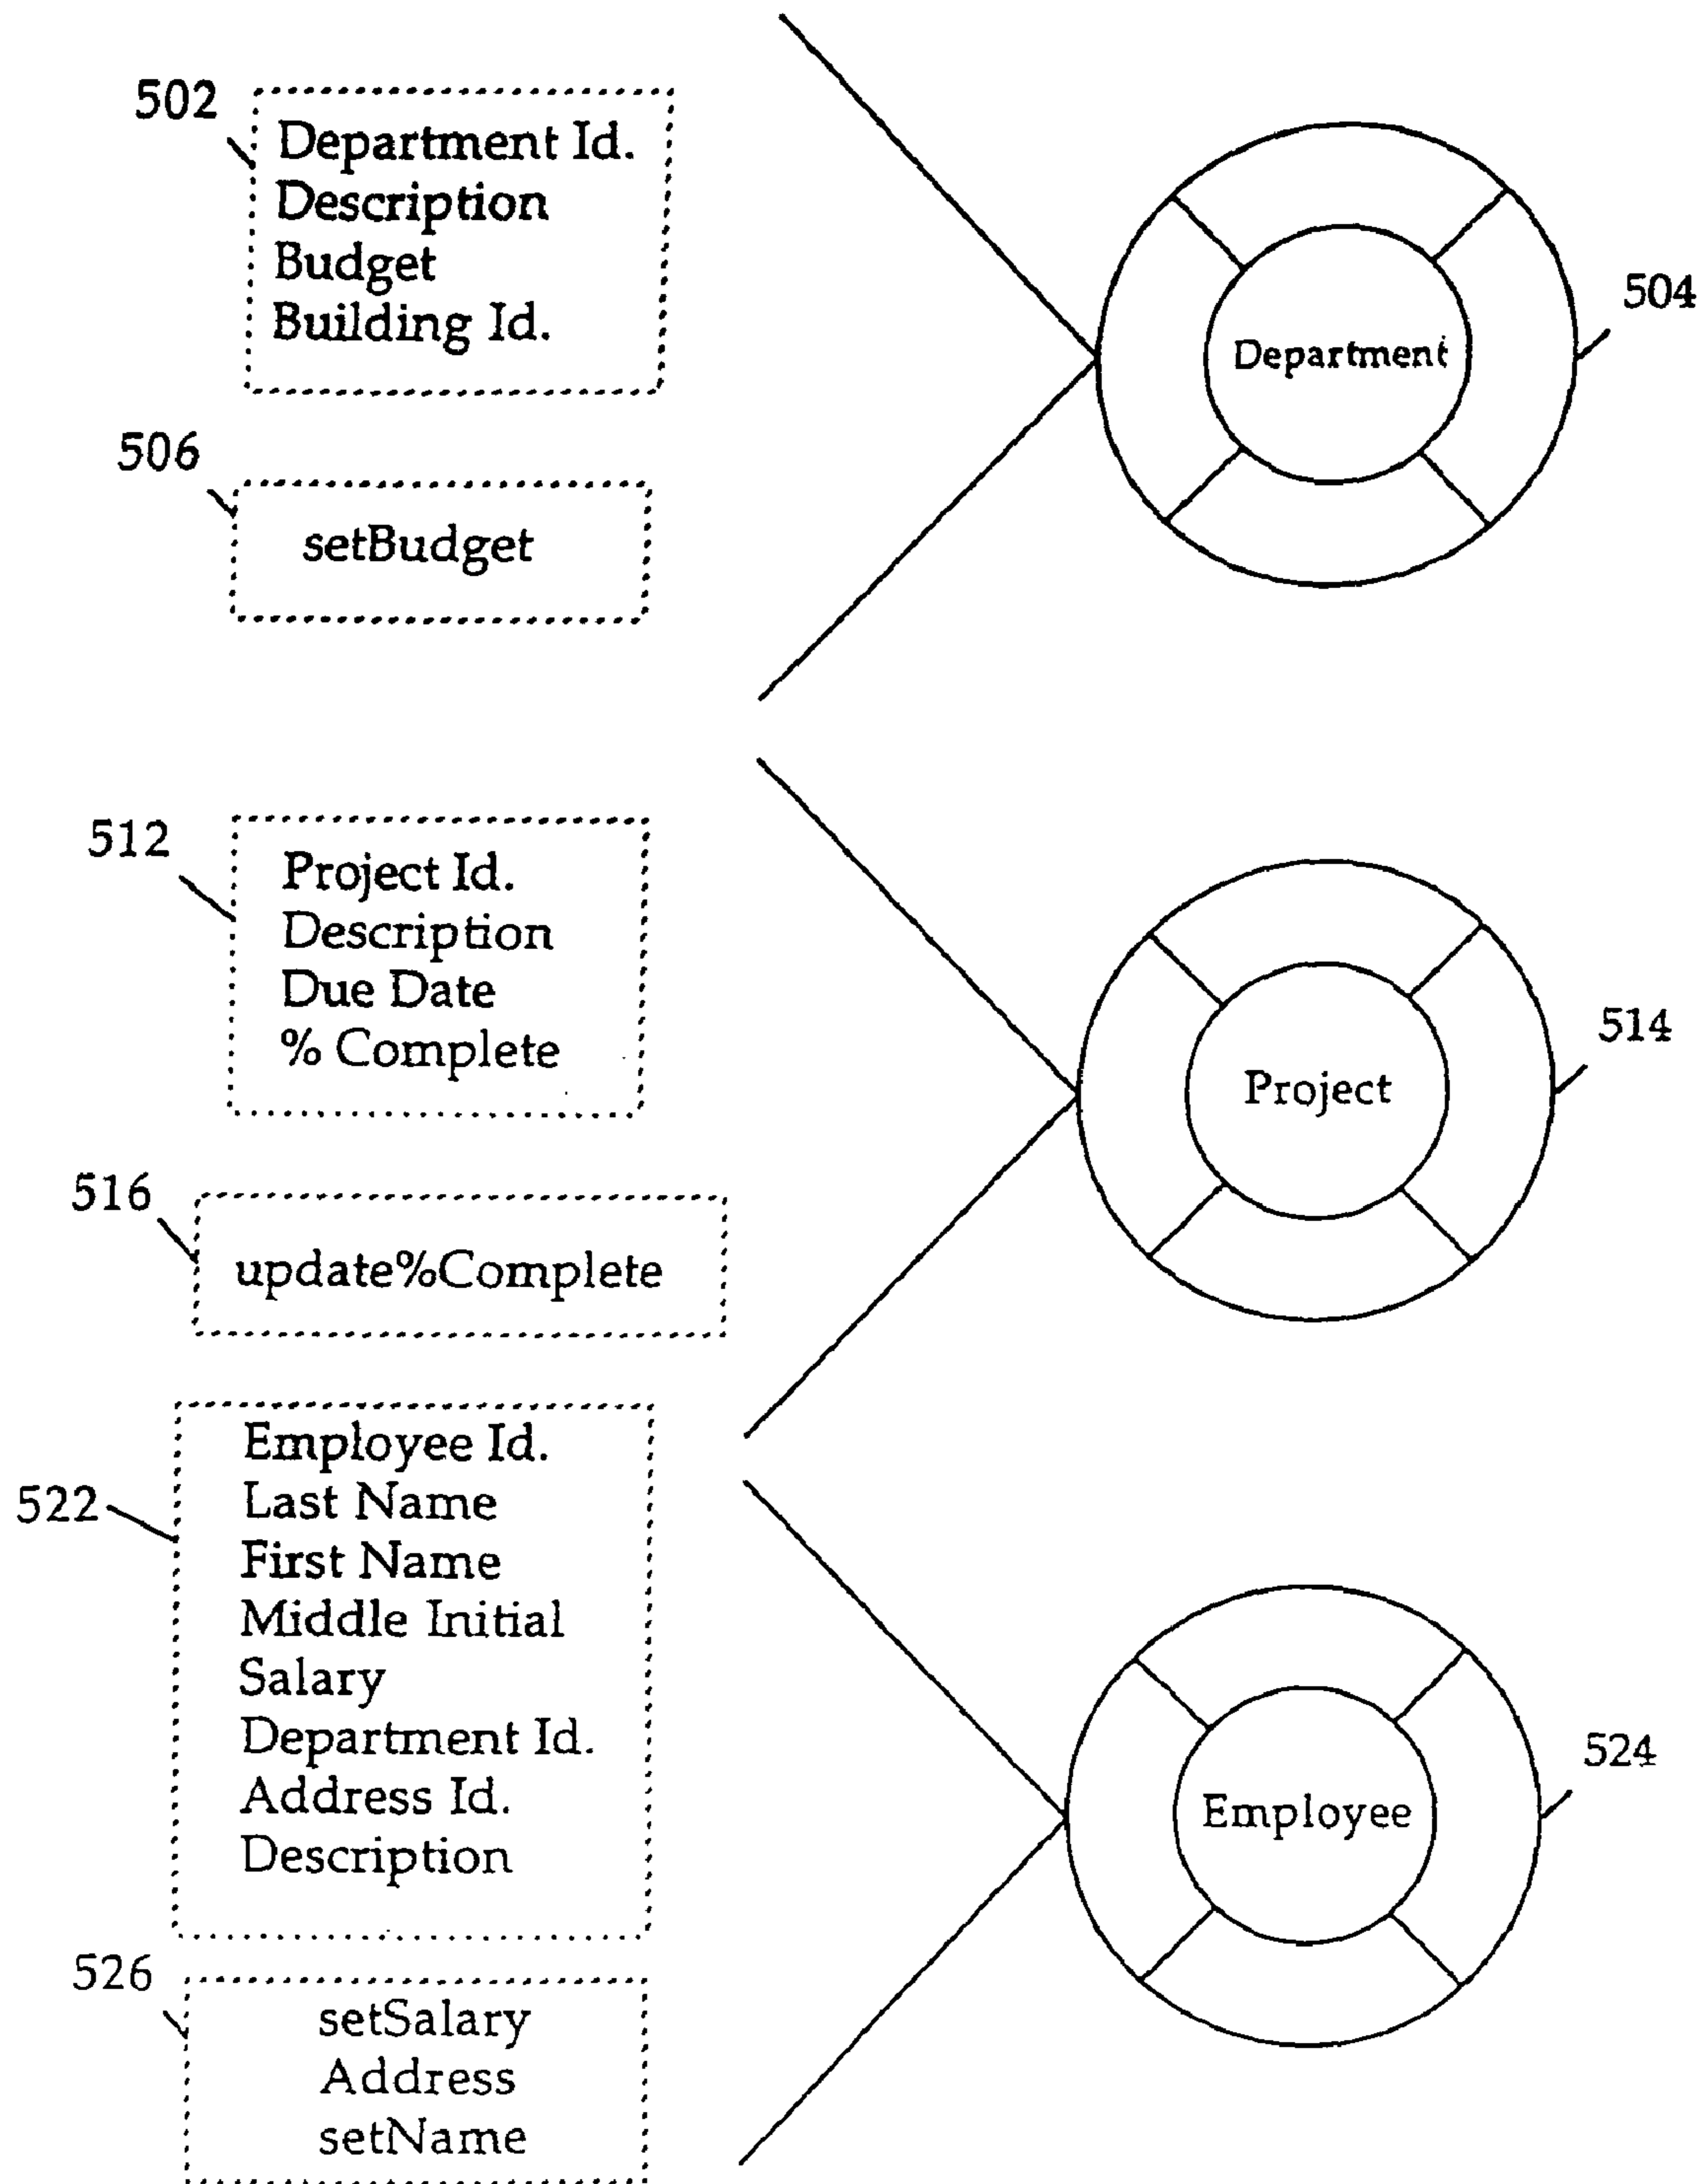 502
Department Id.
Description
Budget
Building Id.
Department
504
506
setBudget
512
Project Id.
Description
Due Date
% Complete
Project
514
516
update%Complete
522
Employee Id.
Last Name
First Name
Middle Initial
Salary
Department Id.
Address Id.
Description
Employee
524
526
setSalary
Address
setName